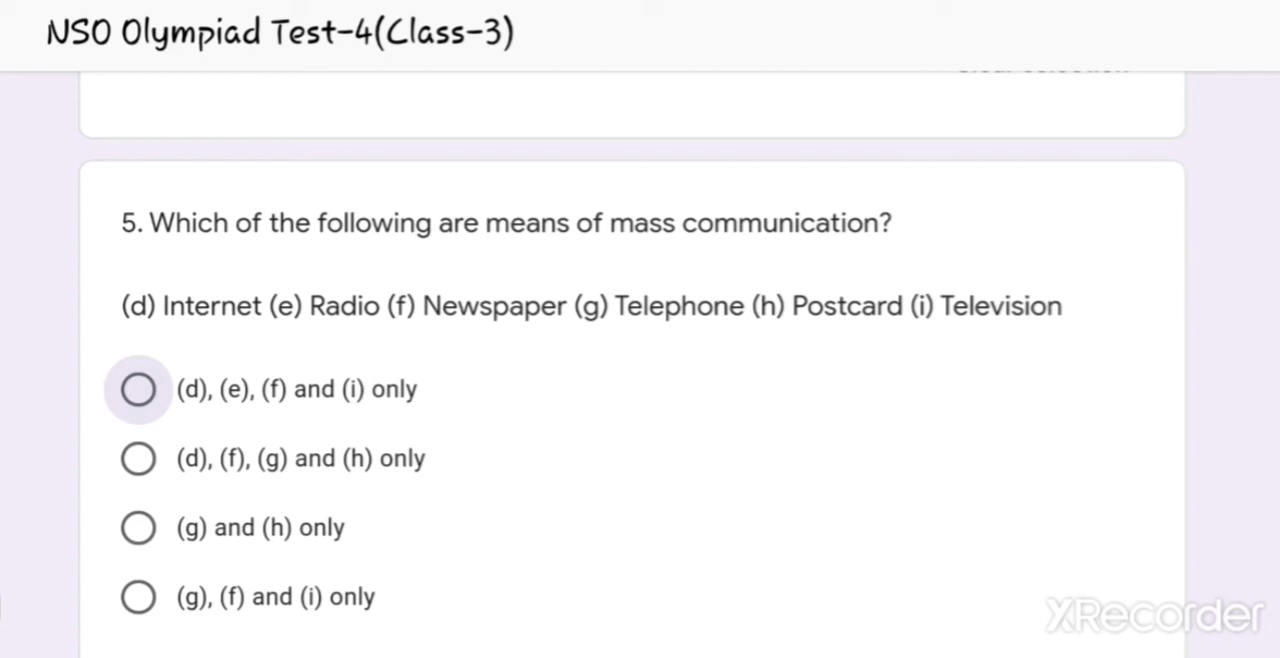 NSO Olympiad Test-4(Class-3)
5. Which of the following are means of mass communication?
(d) Internet (e) Radio (f) Newspaper (g) Telephone (h) Postcard (i) Television
(d), (e), (f) and (i) only
(d), (f), (g) and (h) only
(g) and (h) only
(g), (f) and (i) only
XRecorder